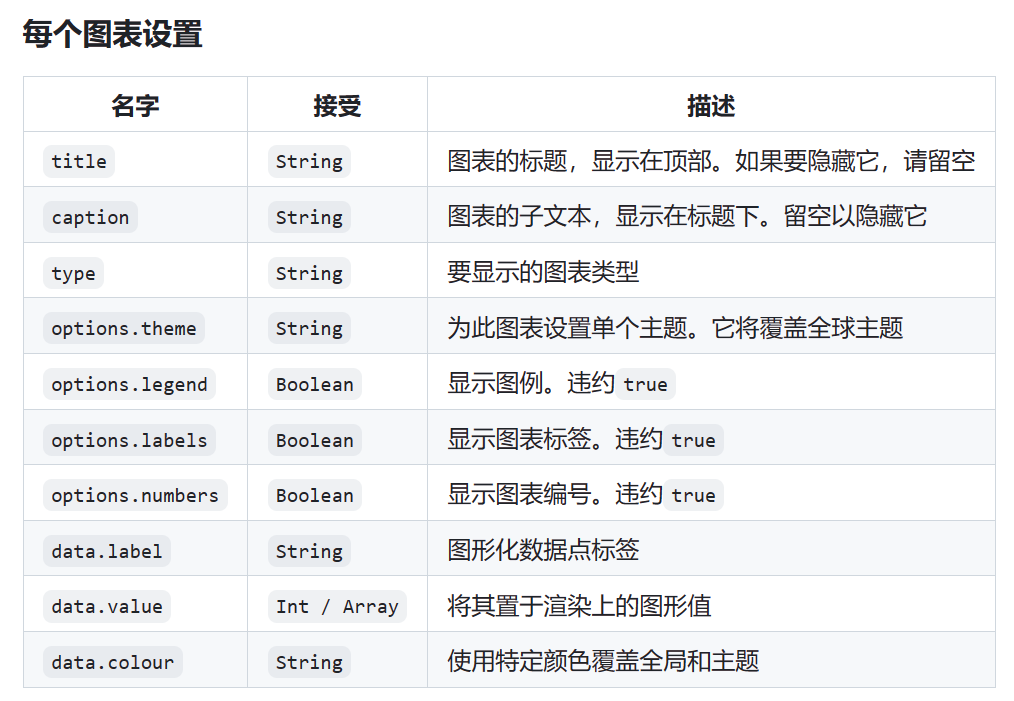 每个图表设置
名字 接受 描述
title String 图表的标题，显示在顶部。如果要隐藏它，请留空
caption String 图表的子文本，显示在标题下。留空以隐藏它
type String 要显示的图表类型
options.theme String 为此图表设置单个主题。它将覆盖全球主题
options.legend Boolean 显示图例。违约 true
options.labels Boolean 显示图表标签。违约 true
options.numbers Boolean 显示图表编号。违约 true
data.label String 图形化数据点标签
data.value Int / Array 将其置于渲染上的图形值
data.colour String 使用特定颜色覆盖全局和主题